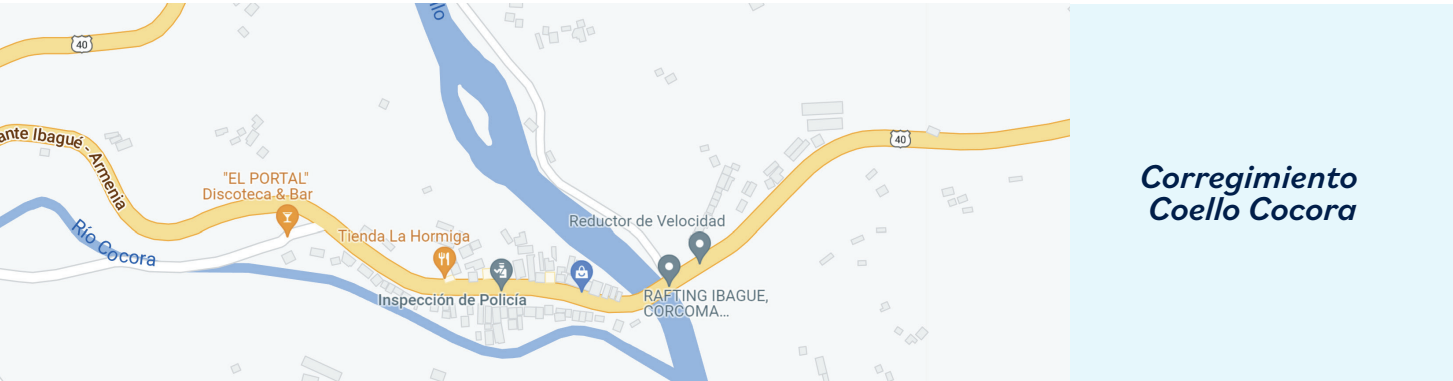 40
ante Ibagué - Armenia
"EL PORTAL"
Discoteca & Bar
Río Cocora
Tienda La Hormiga
Inspección de Policía
Reductor de Velocidad
RAFTING IBAGUE,
CORCOMA...
40
Corregimiento
Coello Cocora